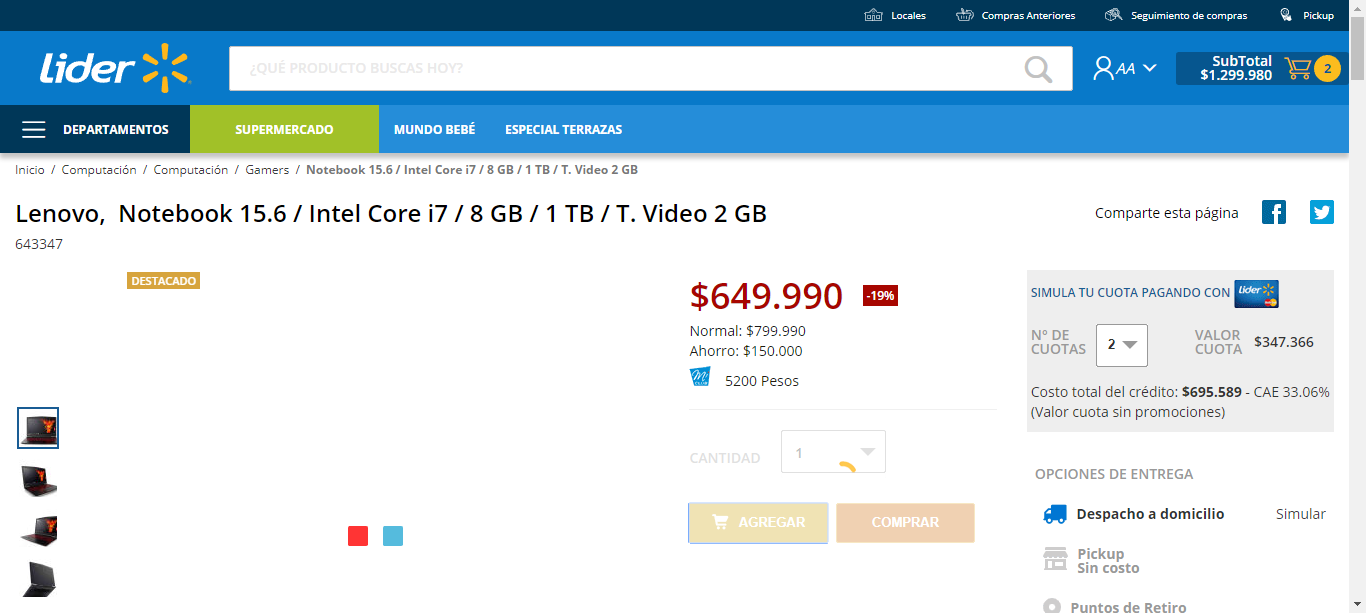 Locales Compras Anteriores Seguimiento de compras Pickup
Lider
¿QUÉ PRODUCTO BUSCAS HOY?
AA
SubTotal
$1.299.980
2
DEPARTAMENTOS SUPERMERCADO MUNDO BEBÉ ESPECIAL TERRAZAS
Inicio / Computación / Computación / Gamers / Notebook 15.6 / Intel Core i7 / 8 GB / 1 TB / T. Video 2 GB
Lenovo, Notebook 15.6 / Intel Core i7 / 8 GB / 1 TB / T. Video 2 GB
Comparte esta página
643347
DESTACADO
$649.990 -19%
Normal: $799.990
Ahorro: $150.000
Mi CLUB 5200 Pesos
CANTIDAD 1
AGREGAR COMPRAR
SIMULA TU CUOTA PAGANDO CON Lider
N° DE CUOTAS 2 VALOR CUOTA $347.366
Costo total del crédito: $695.589 - CAE 33.06%
(Valor cuota sin promociones)
OPCIONES DE ENTREGA
Despacho a domicilio Simular
Pickup
Sin costo
Puntos de Retiro